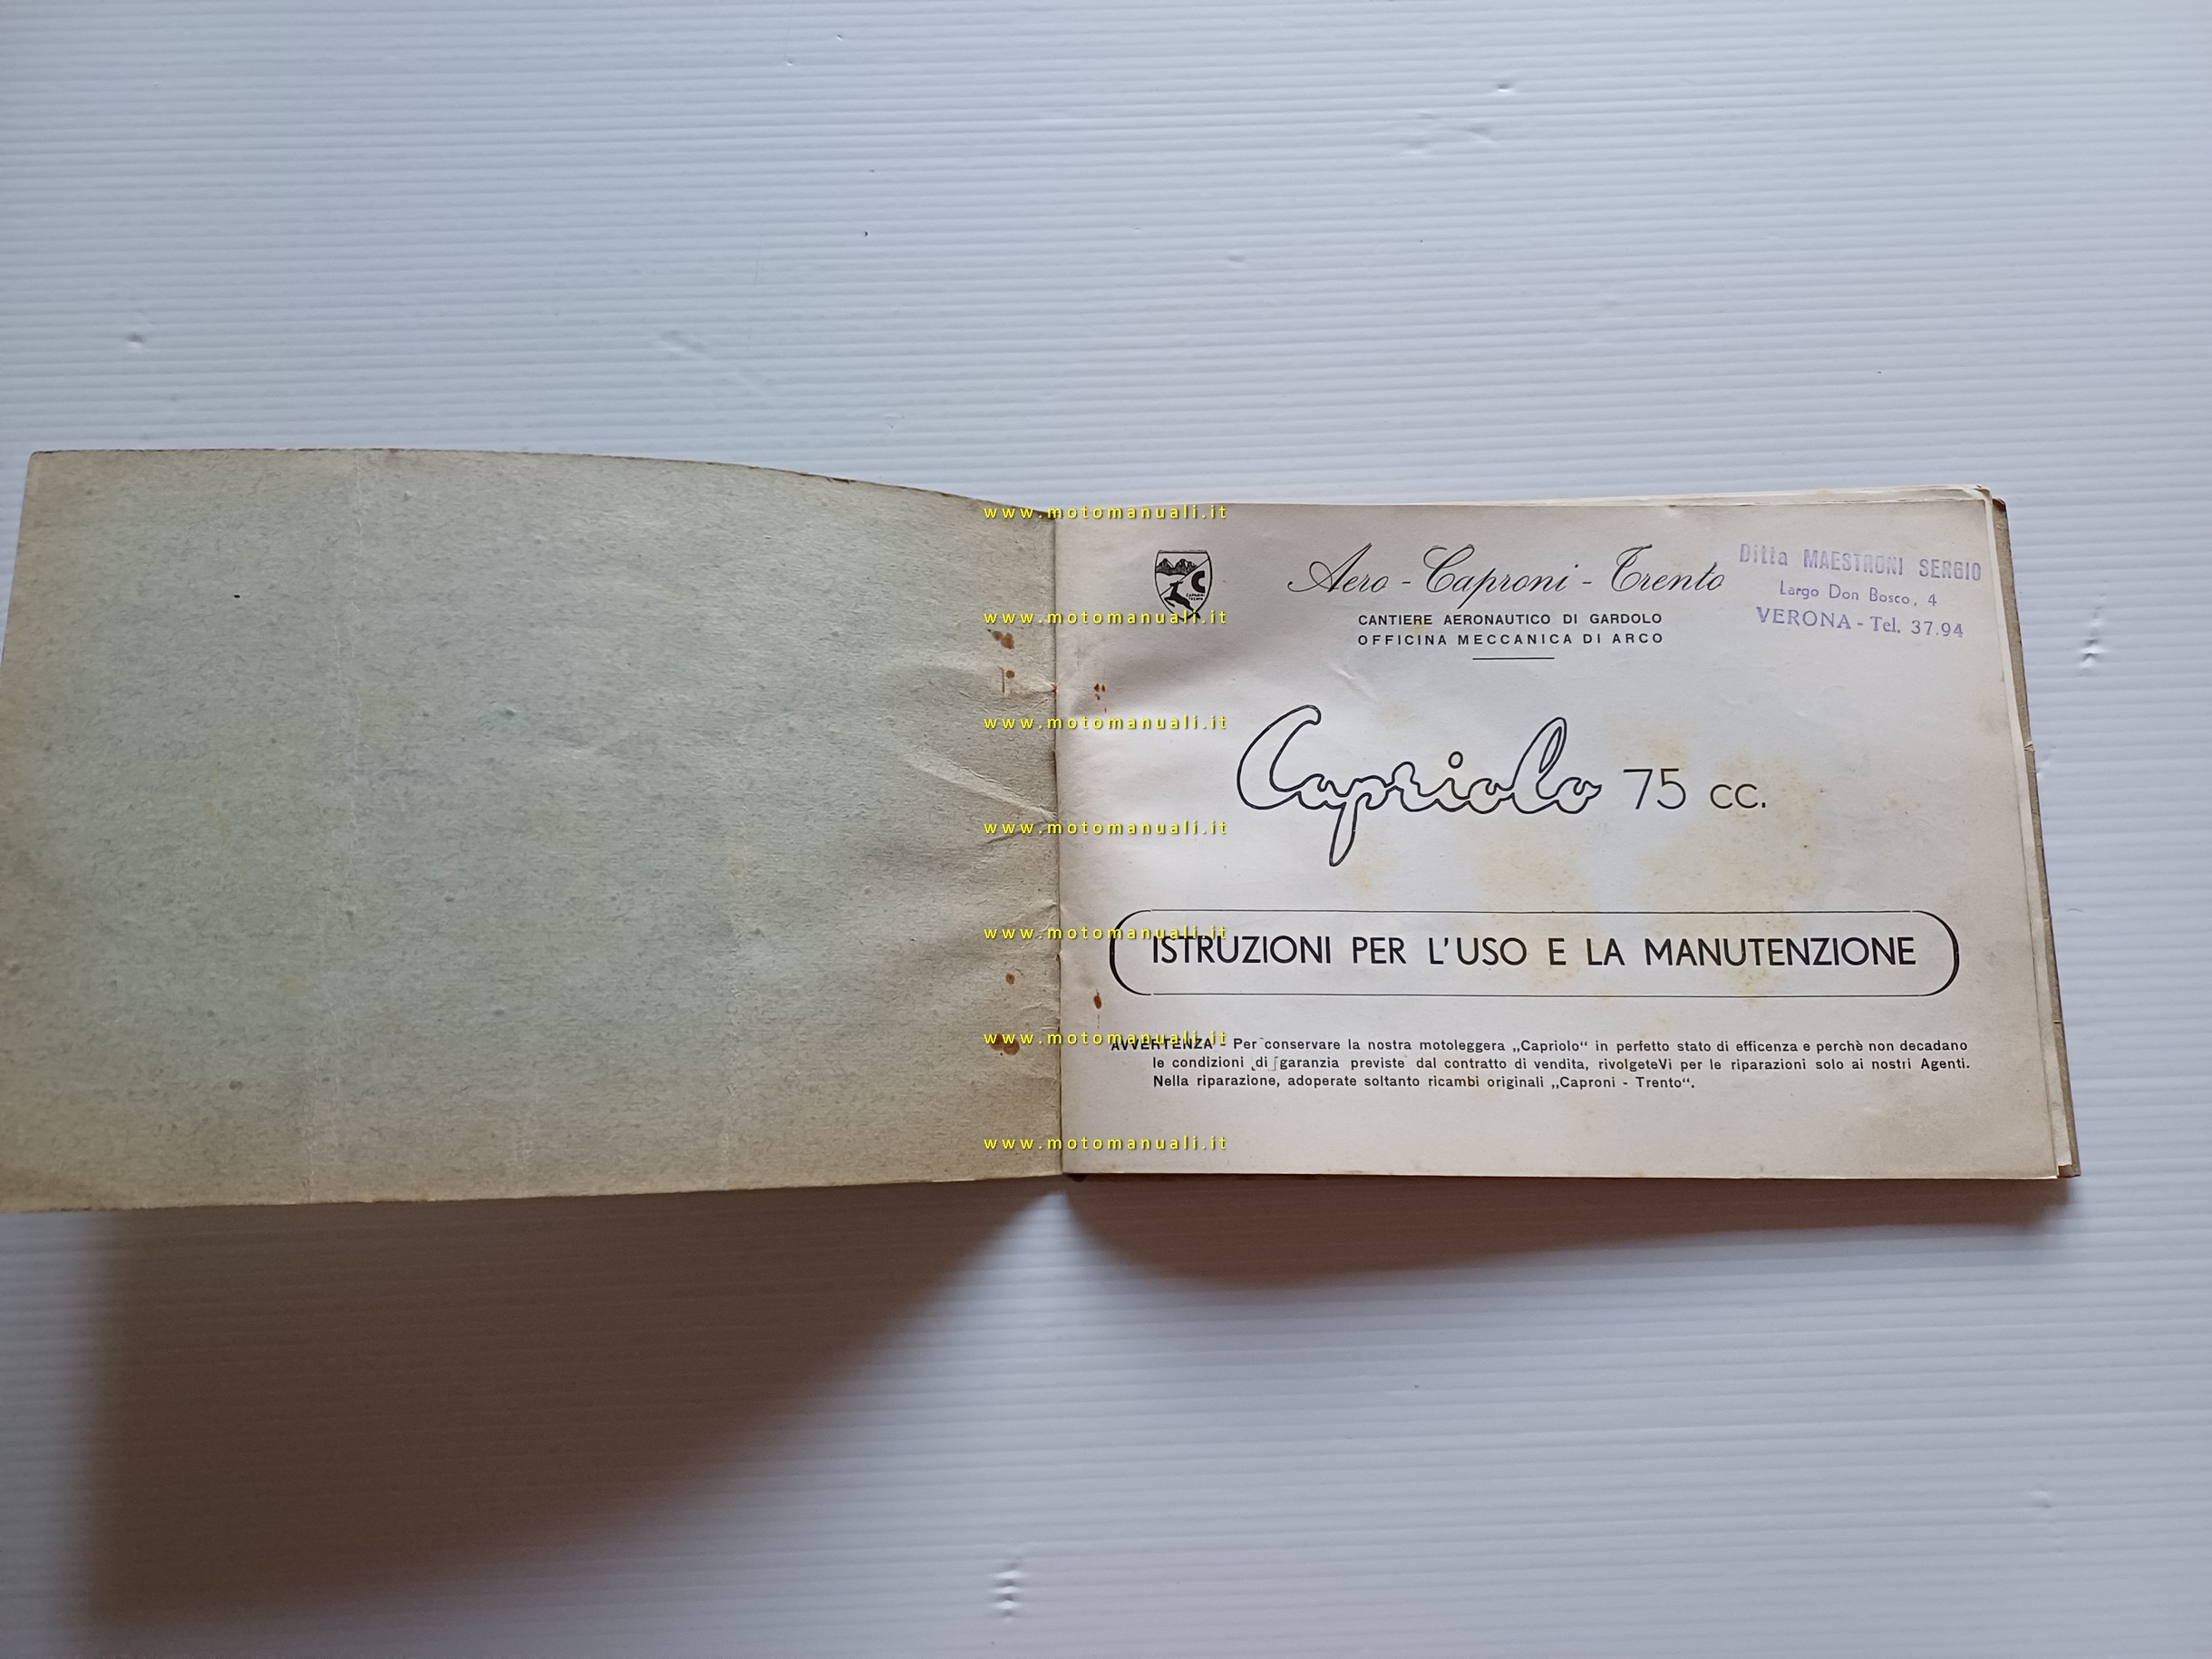 www.motomanuali.it
Aero - Caproni - Trento
CANTIERE AERONAUTICO DI GARDOLO
OFFICINA MECCANICA DI ARCO
Ditta MAESTRONI SERGIO
Largo Don Bosco, 4
VERONA - Tel. 37.94
www.motomanuali.it
www.motomanuali.it
Capriolo 75 cc.
www.motomanuali.it
www.motomanuali.it
ISTRUZIONI PER L'USO E LA MANUTENZIONE
www.motomanuali.it
AVVERTENZA - Per conservare la nostra motoleggera „Capriolo“ in perfetto stato di efficenza e perchè non decadano
le condizioni di garanzia previste dal contratto di vendita, rivolgeteVi per le riparazioni solo ai nostri Agenti.
Nella riparazione, adoperate soltanto ricambi originali „Caproni - Trento“.
www.motomanuali.it